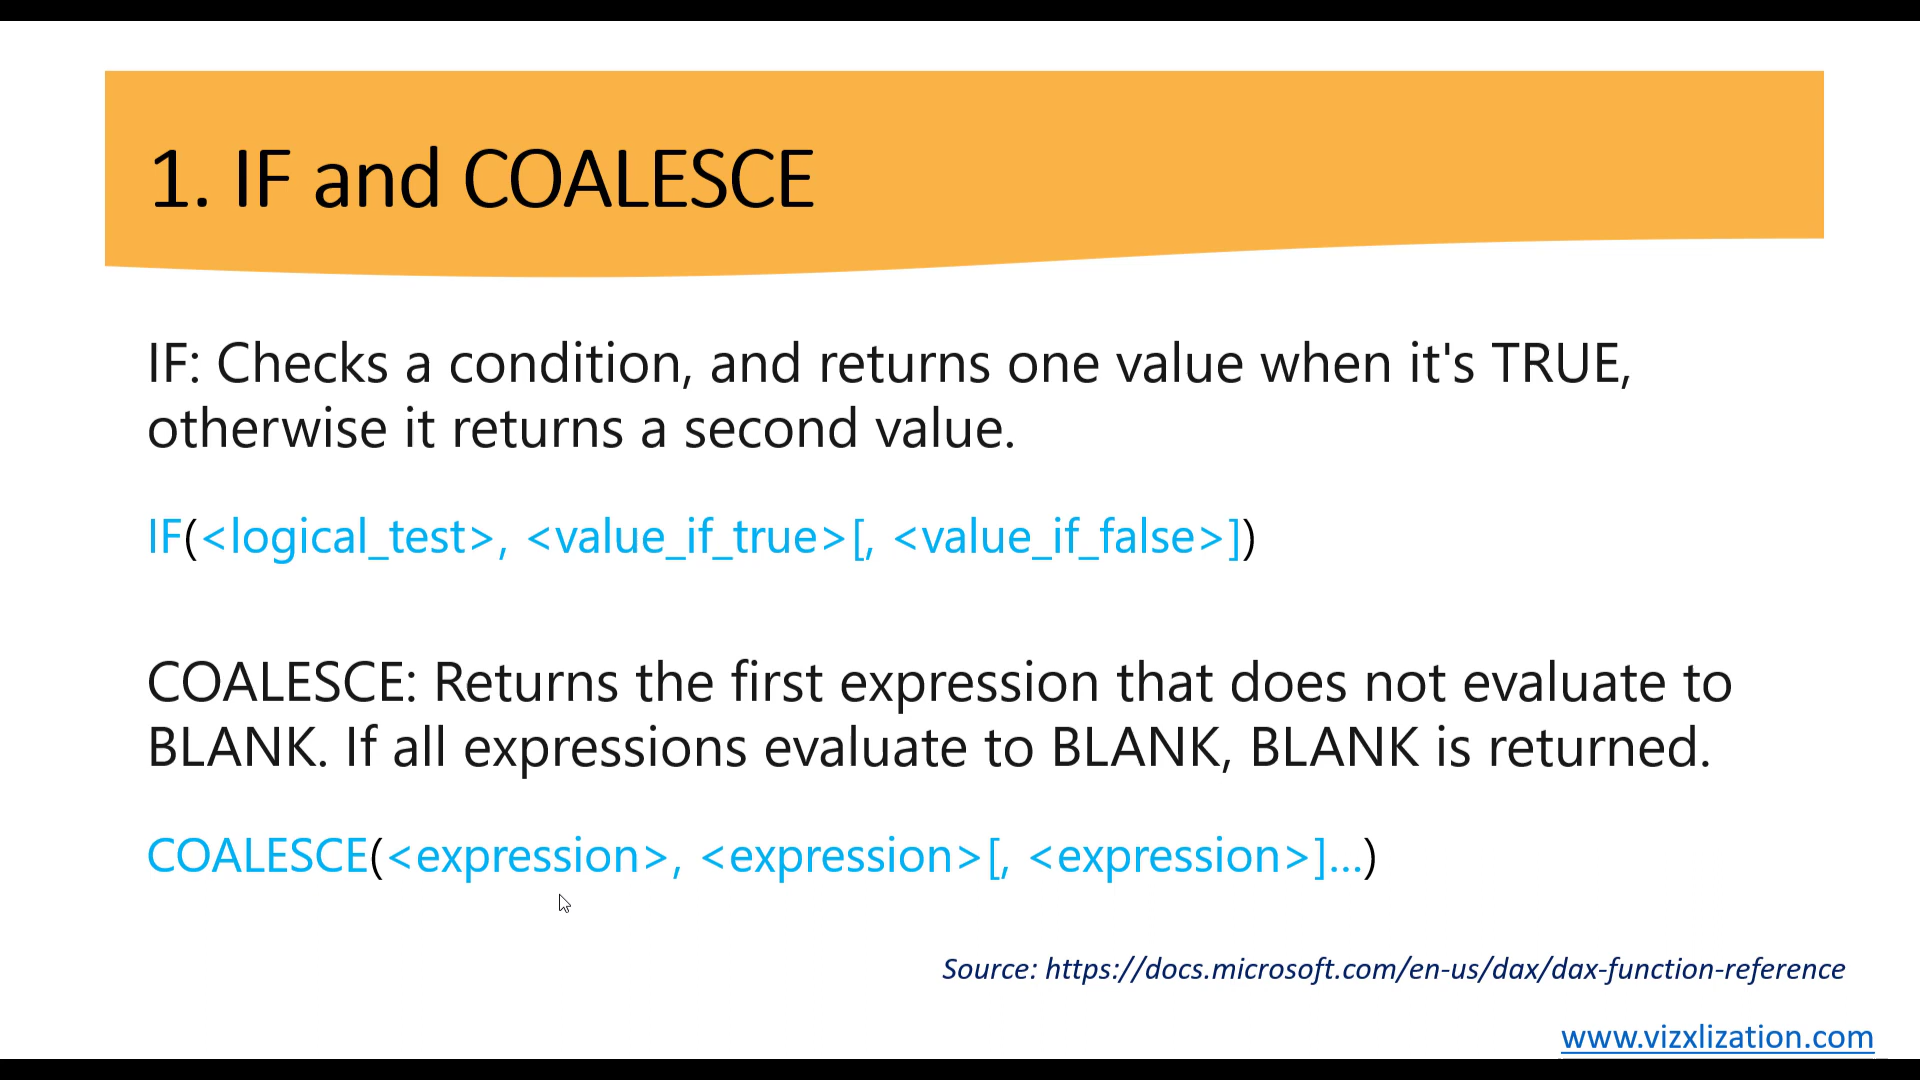 1. IF and COALESCE
IF: Checks a condition, and returns one value when it's TRUE,
otherwise it returns a second value.
IF(<logical_test>, <value_if_true>[, <value_if_false>])
COALESCE: Returns the first expression that does not evaluate to
BLANK. If all expressions evaluate to BLANK, BLANK is returned.
COALESCE(<expression>, <expression>[, <expression>]...)
Source: https://docs.microsoft.com/en-us/dax/dax-function-reference
www.vizxlization.com